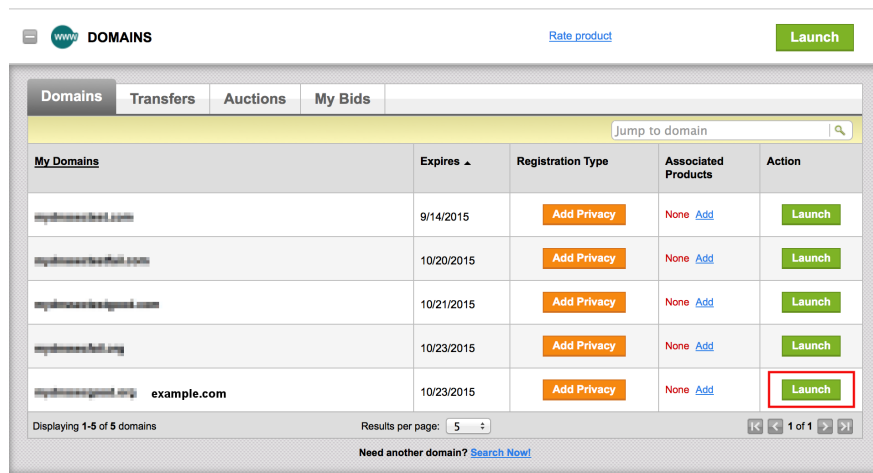 www DOMAINS Rate product Launch
Domains Transfers Auctions My Bids
Jump to domain
My Domains Expires Registration Type Associated Products Action
9/14/2015 Add Privacy None Add Launch
10/20/2015 Add Privacy None Add Launch
10/21/2015 Add Privacy None Add Launch
10/23/2015 Add Privacy None Add Launch
example.com 10/23/2015 Add Privacy None Add Launch
Displaying 1-5 of 5 domains Results per page: 5 1 of 1
Need another domain? Search Now!